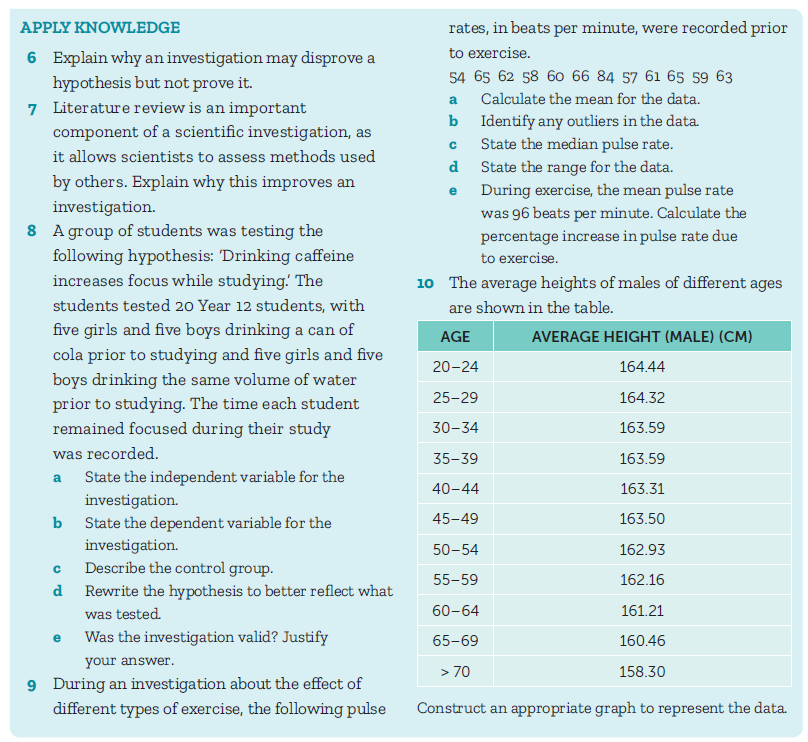 APPLY KNOWLEDGE
6 Explain why an investigation may disprove a
hypothesis but not prove it.
7 Literature review is an important
component of a scientific investigation, as
it allows scientists to assess methods used
by others. Explain why this improves an
investigation.
8 A group of students was testing the
following hypothesis: ‘Drinking caffeine
increases focus while studying.’ The
students tested 20 Year 12 students, with
five girls and five boys drinking a can of
cola prior to studying and five girls and five
boys drinking the same volume of water
prior to studying. The time each student
remained focused during their study
was recorded.
a State the independent variable for the
investigation.
b State the dependent variable for the
investigation.
c Describe the control group.
d Rewrite the hypothesis to better reflect what
was tested.
e Was the investigation valid? Justify
your answer.
9 During an investigation about the effect of
different types of exercise, the following pulse
rates, in beats per minute, were recorded prior
to exercise.
54 65 62 58 60 66 84 57 61 65 59 63
a Calculate the mean for the data.
b Identify any outliers in the data.
c State the median pulse rate.
d State the range for the data.
e During exercise, the mean pulse rate
was 96 beats per minute. Calculate the
percentage increase in pulse rate due
to exercise.
10 The average heights of males of different ages
are shown in the table.
AGE AVERAGE HEIGHT (MALE) (CM)
20–24 164.44
25–29 164.32
30–34 163.59
35–39 163.59
40–44 163.31
45–49 163.50
50–54 162.93
55–59 162.16
60–64 161.21
65–69 160.46
> 70 158.30
Construct an appropriate graph to represent the data.